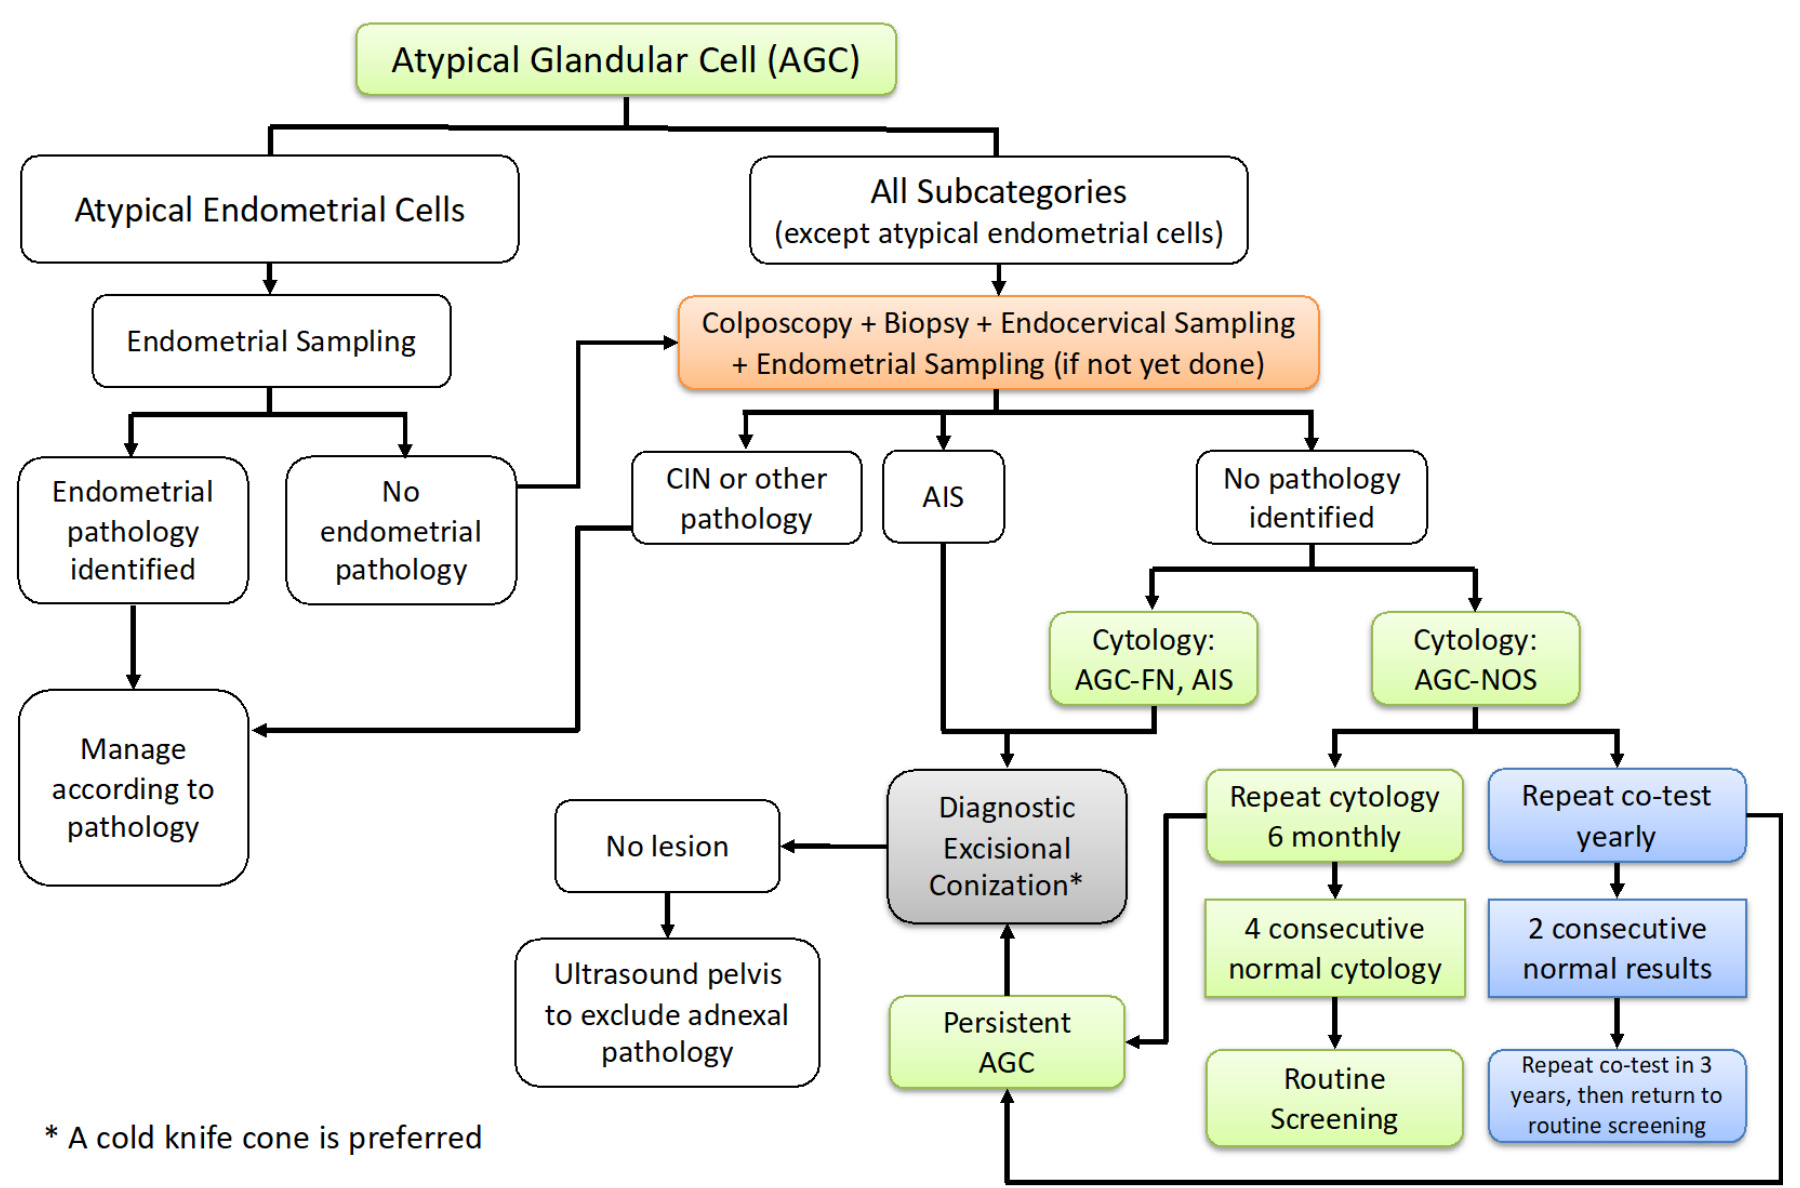 Atypical Glandular Cell (AGC)
Atypical Endometrial Cells
All Subcategories
(except atypical endometrial cells)
Endometrial Sampling
Colposcopy + Biopsy + Endocervical Sampling
+ Endometrial Sampling (if not yet done)
Endometrial
pathology
identified
No
endometrial
pathology
CIN or other
pathology
AIS
No pathology
identified
Cytology:
AGC-FN, AIS
Cytology:
AGC-NOS
Manage
according to
pathology
No lesion
Diagnostic
Excisional
Conization*
Repeat cytology
6 monthly
Repeat co-test
yearly
4 consecutive
normal cytology
2 consecutive
normal results
Ultrasound pelvis
to exclude adnexal
pathology
Persistent
AGC
Routine
Screening
Repeat co-test in 3
years, then return to
routine screening
* A cold knife cone is preferred